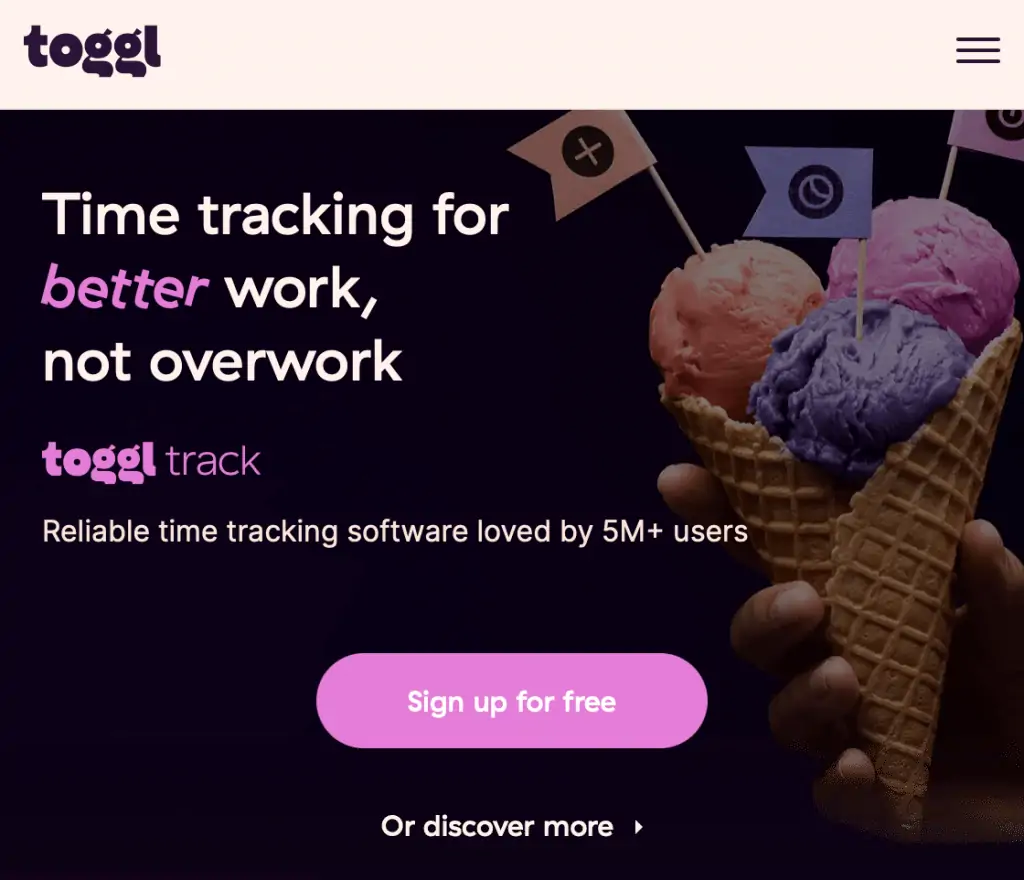 toggl
Time tracking for
better work,
not overwork
toggl track
Reliable time tracking software loved by 5M+ users
Sign up for free
Or discover more